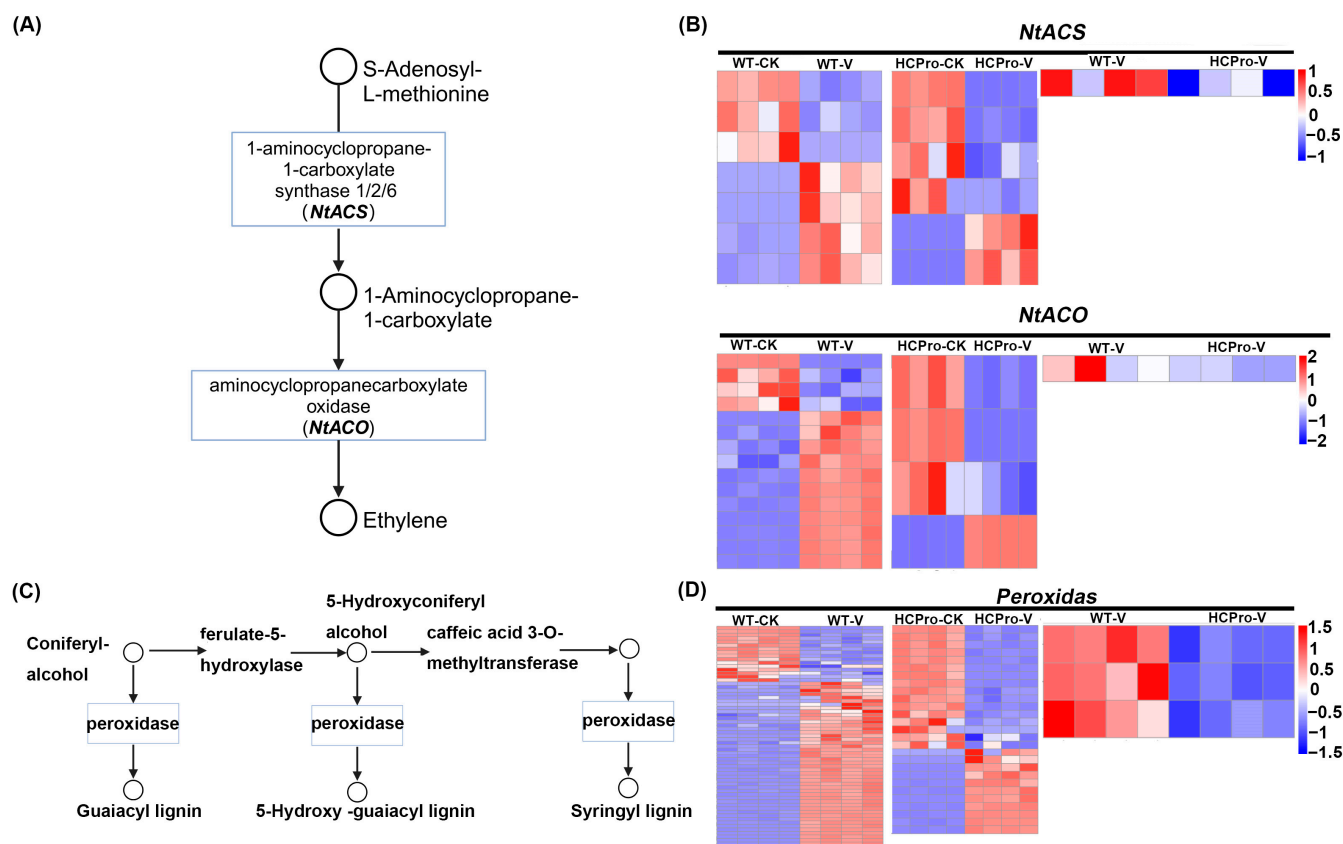 (A)
S-Adenosyl-
L-methionine
1-aminocyclopropane-
1-carboxylate
synthase 1/2/6
(NtACS)
1-Aminocyclopropane-
1-carboxylate
aminocyclopropanecarboxylate
oxidase
(NtACO)
Ethylene
(B)
NtACS
WT-CK WT-V HCPro-CK HCPro-V WT-V HCPro-V
1
0.5
0
−0.5
−1
NtACO
WT-CK WT-V HCPro-CK HCPro-V WT-V HCPro-V
2
1
0
−1
−2
(C)
Coniferyl-
alcohol
ferulate-5-
hydroxylase
5-Hydroxyconiferyl
alcohol
caffeic acid 3-O-
methyltransferase
peroxidase
peroxidase
peroxidase
Guaiacyl lignin
5-Hydroxy -guaiacyl lignin
Syringyl lignin
(D)
Peroxidas
WT-CK WT-V HCPro-CK HCPro-V WT-V HCPro-V
1.5
1
0.5
0
−0.5
−1
−1.5